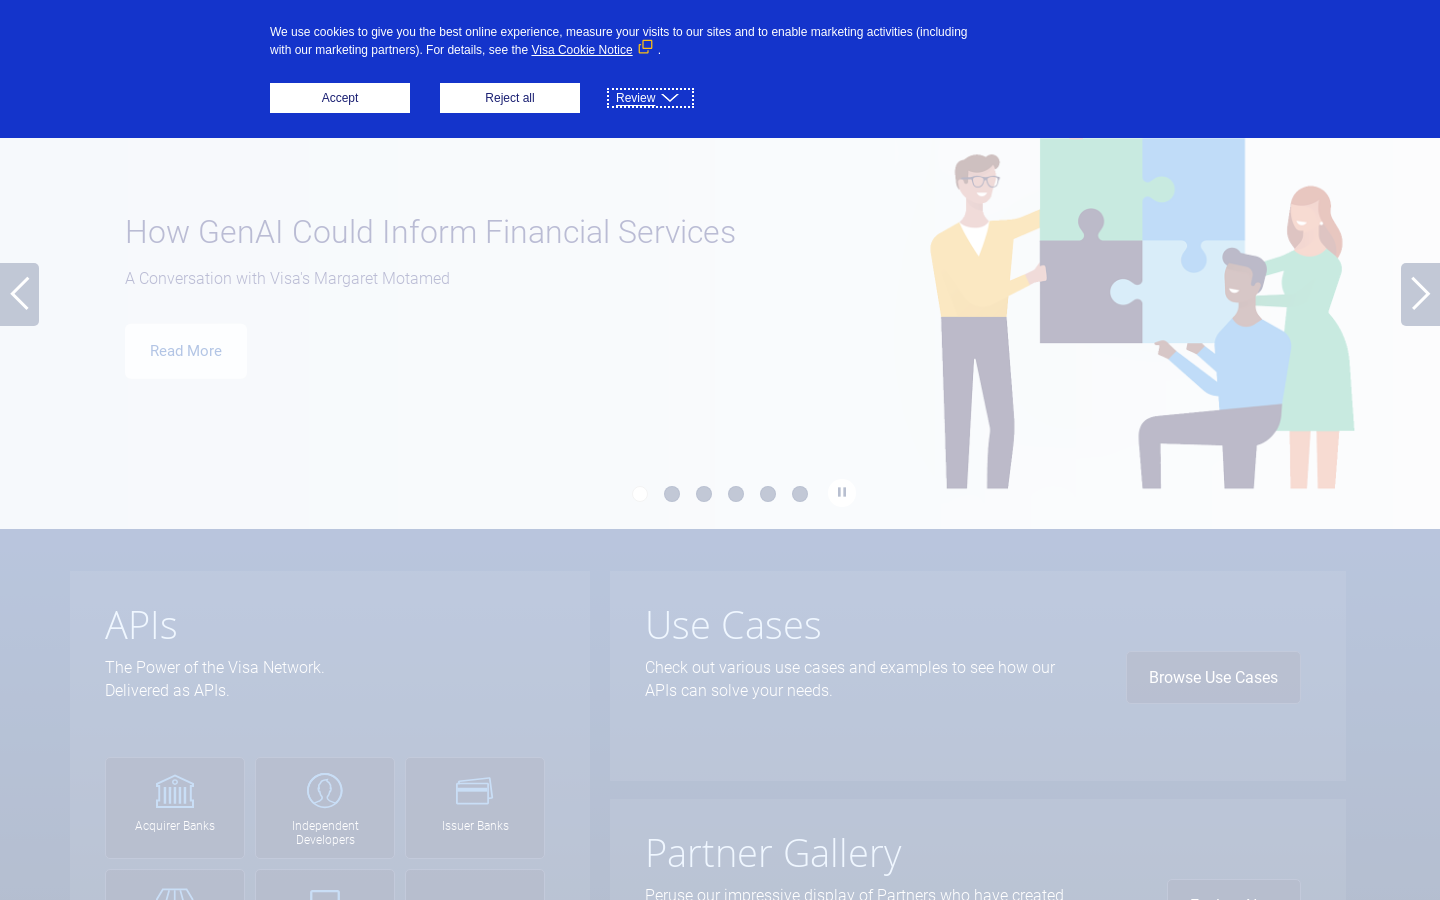 We use cookies to give you the best online experience, measure your visits to our sites and to enable marketing activities (including
with our marketing partners). For details, see the Visa Cookie Notice .
Accept
Reject all
Review
How GenAI Could Inform Financial Services
A Conversation with Visa's Margaret Motamed
Read More
APIs
The Power of the Visa Network.
Delivered as APIs.
Acquirer Banks
Independent
Developers
Issuer Banks
Use Cases
Check out various use cases and examples to see how our
APIs can solve your needs.
Browse Use Cases
Partner Gallery
Peruse our impressive display of Partners who have created